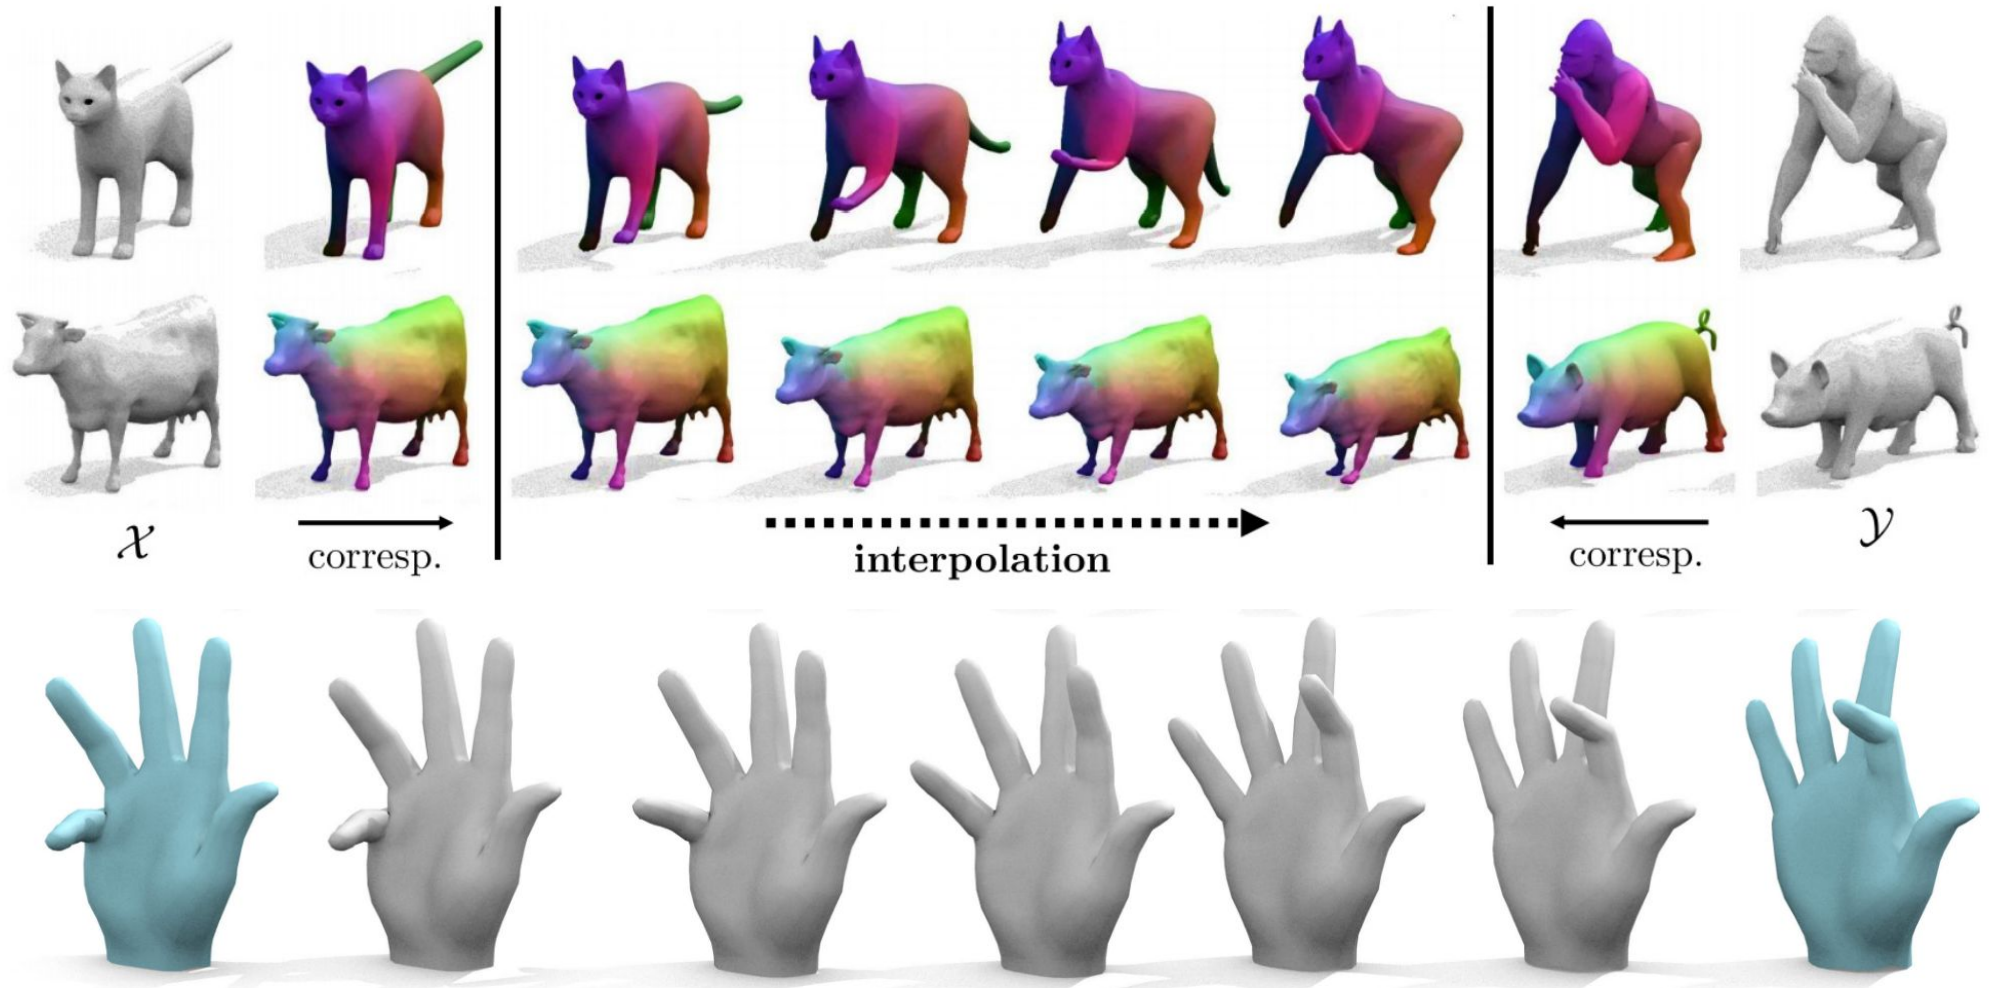 𝒳
corresp.
interpolation
corresp.
𝒴